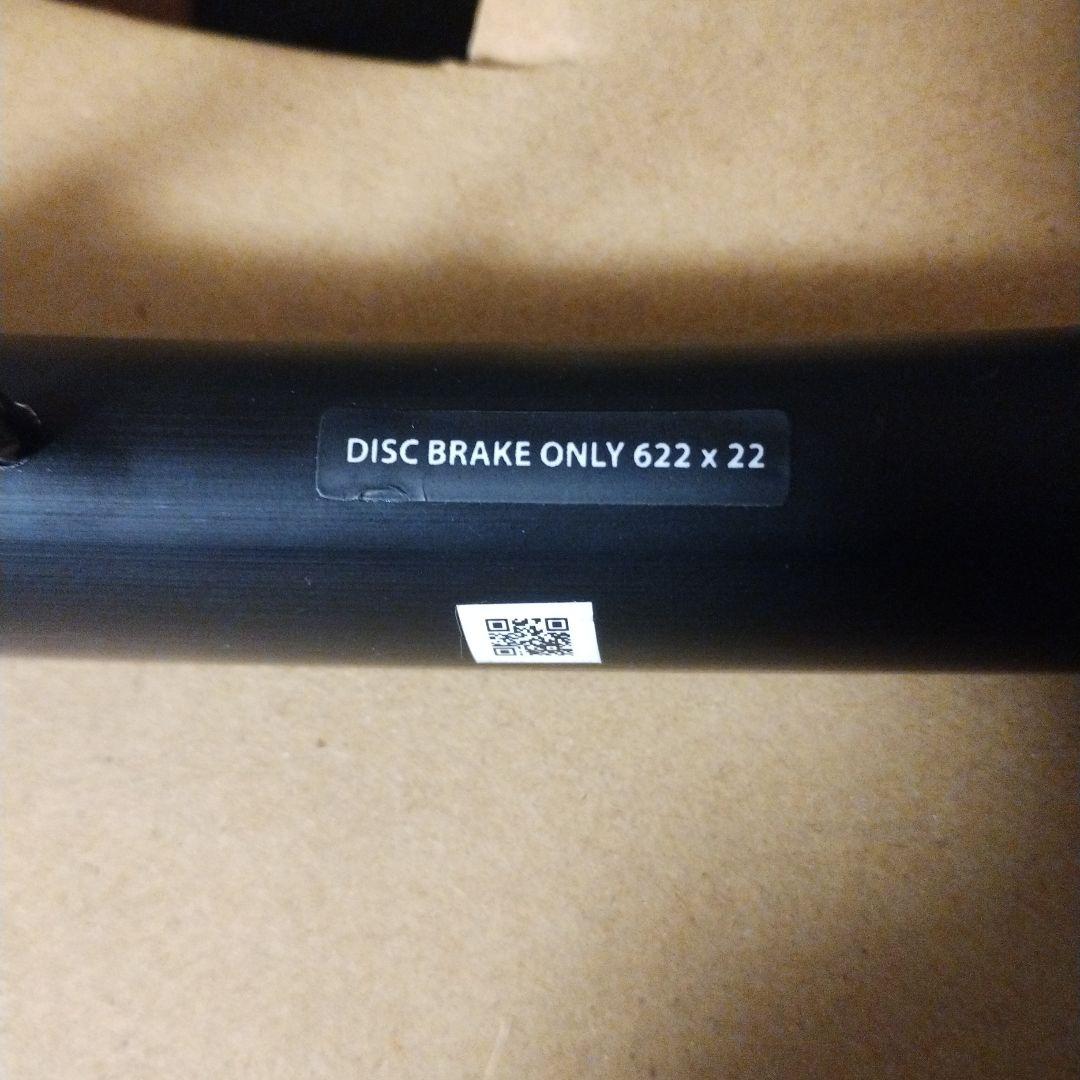 DISC BRAKE ONLY 622 x 22